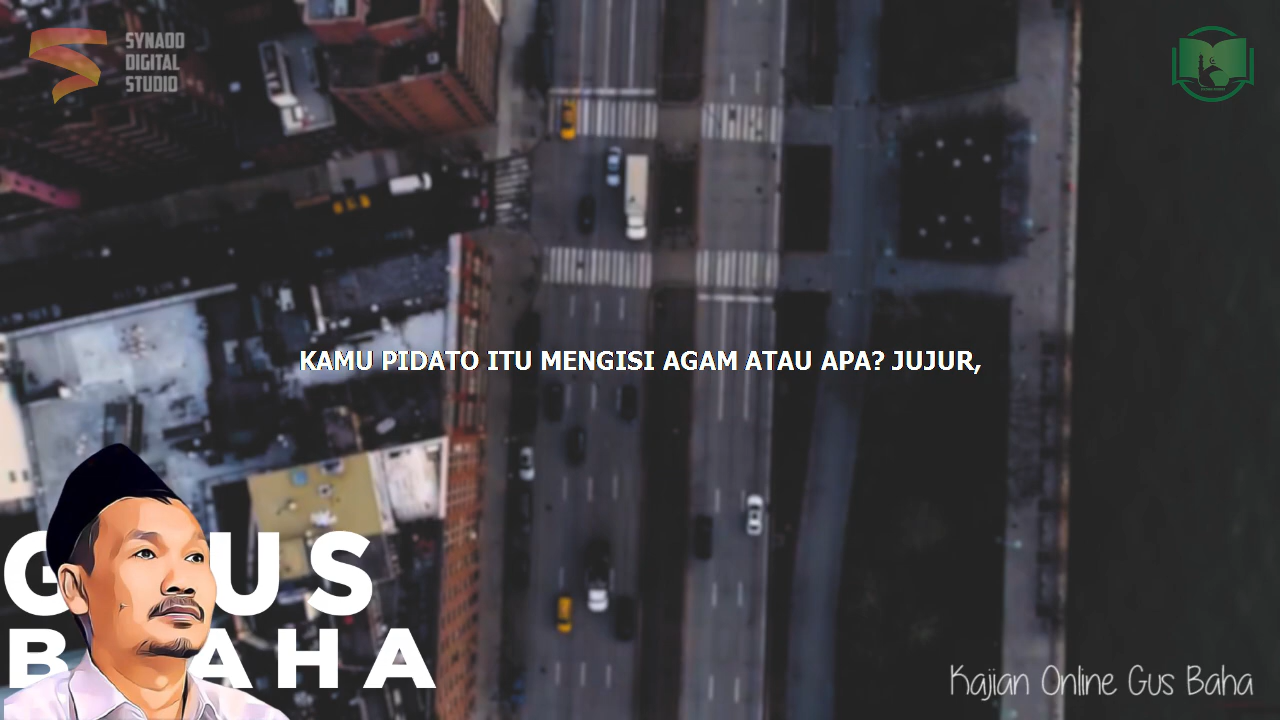 SYNADO
DIGITAL
STUDIO
KAMU PIDATO ITU MENGISI AGAM ATAU APA? JUJUR,
GUS
BAHA
Kajian Online Gus Baha